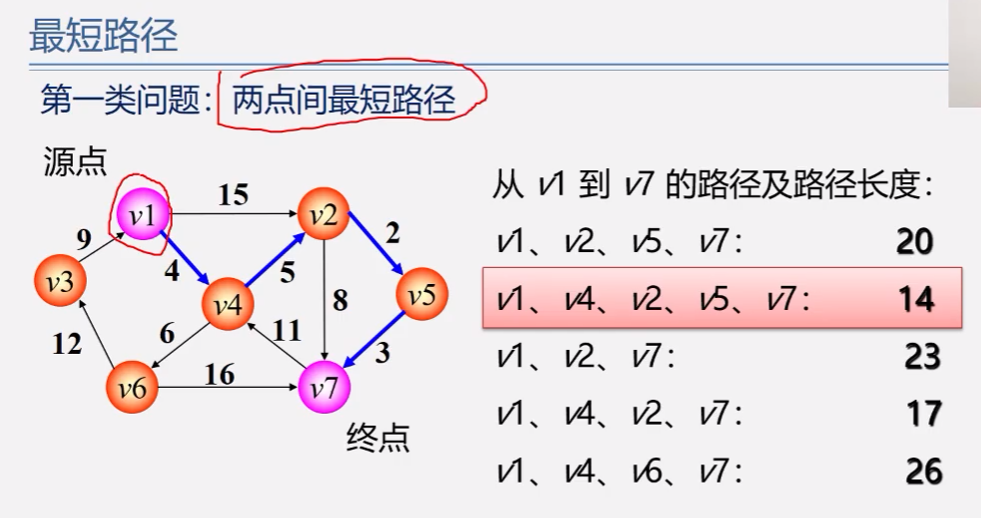 最短路径
第一类问题：两点间最短路径
源点
v1
15
v2
9
4
5
2
v3
v4
8
v5
12
6
11
3
v6
16
v7
终点
从 v1 到 v7 的路径及路径长度：
v1、v2、v5、v7： 20
v1、v4、v2、v5、v7： 14
v1、v2、v7： 23
v1、v4、v2、v7： 17
v1、v4、v6、v7： 26